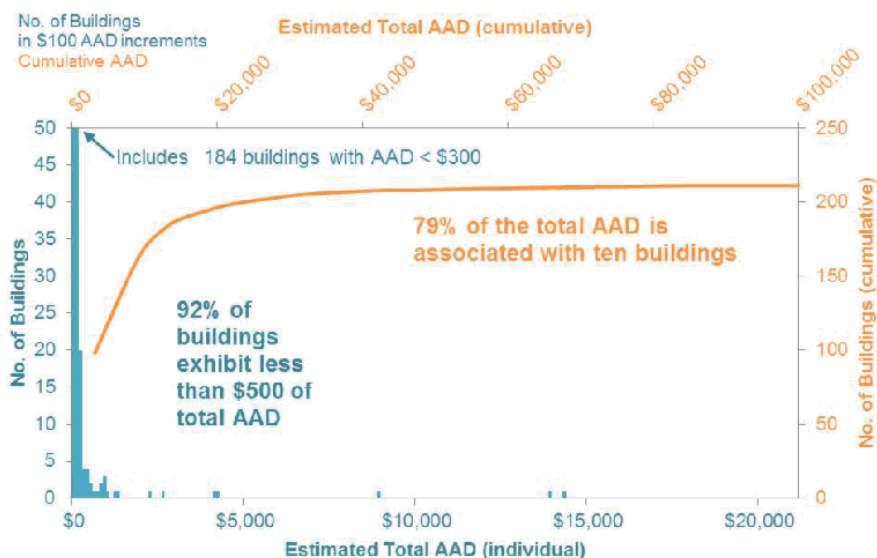 No. of Buildings
in $100 AAD increments
Cumulative AAD
Estimated Total AAD (cumulative)
$0
$20,000
$40,000
$60,000
$80,000
$100,000
Includes 184 buildings with AAD < $300
79% of the total AAD is
associated with ten buildings
92% of
buildings
exhibit less
than $500 of
total AAD
No. of Buildings
50
45
40
35
30
25
20
15
10
5
0
250
200
150
100
50
0
No. of Buildings (cumulative)
$0
$5,000
$10,000
$15,000
$20,000
Estimated Total AAD (individual)